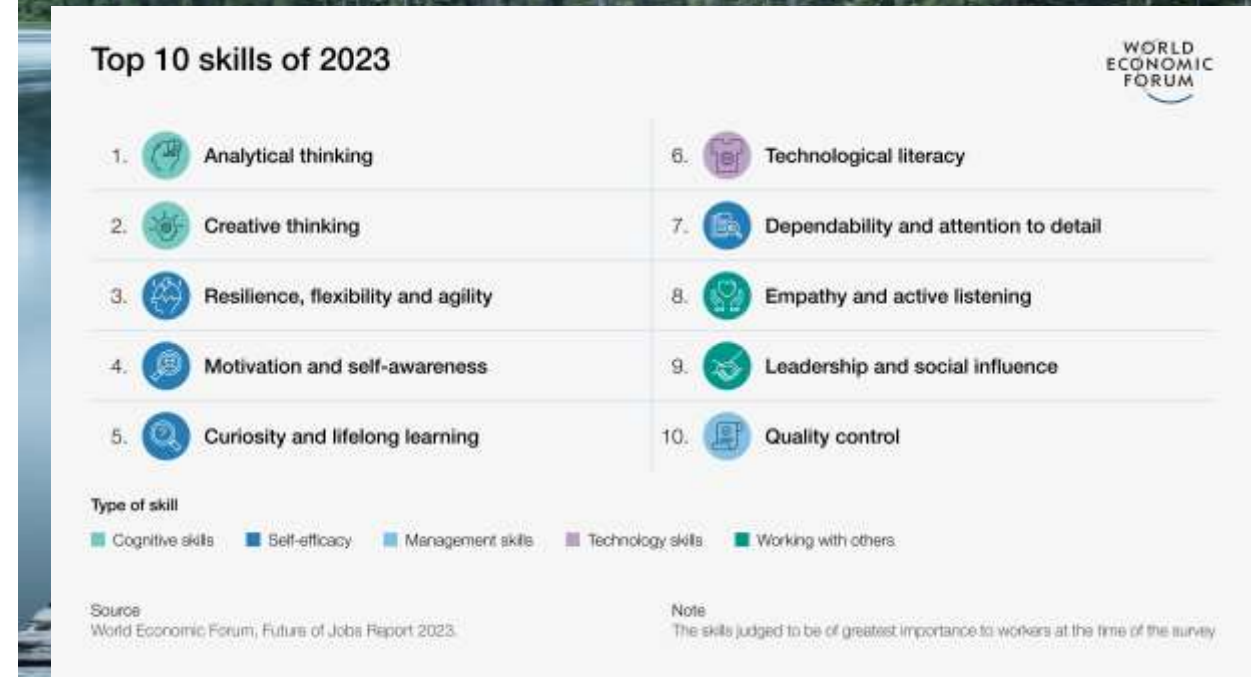 Top 10 skills of 2023
WORLD
ECONOMIC
FORUM
1. Analytical thinking
2. Creative thinking
3. Resilience, flexibility and agility
4. Motivation and self-awareness
5. Curiosity and lifelong learning
6. Technological literacy
7. Dependability and attention to detail
8. Empathy and active listening
9. Leadership and social influence
10. Quality control
Type of skill
Cognitive skills Self-efficacy Management skills Technology skills Working with others
Source
World Economic Forum, Future of Jobs Report 2023.
Note
The skills judged to be of greatest importance to workers at the time of the survey